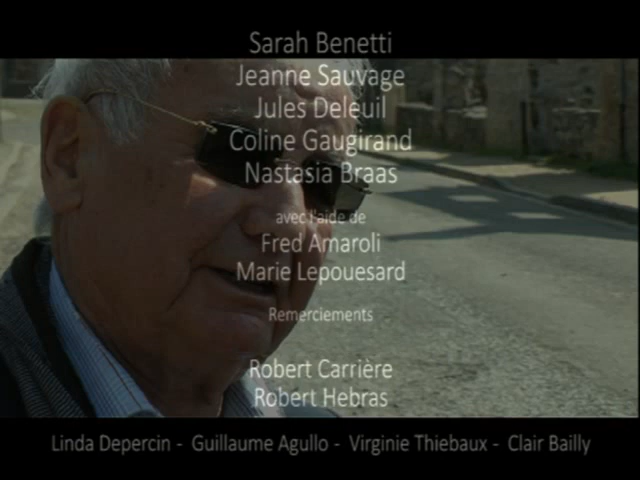 Sarah Benetti
Jeanne Sauvage
Jules Deleuil
Coline Gaugirand
Nastasia Braas
avec l'aide de
Fred Amaroli
Marie Lepouesard
Remerciements
Robert Carrière
Robert Hebras
Linda Depercin - Guillaume Agullo - Virginie Thiebaux - Clair Bailly